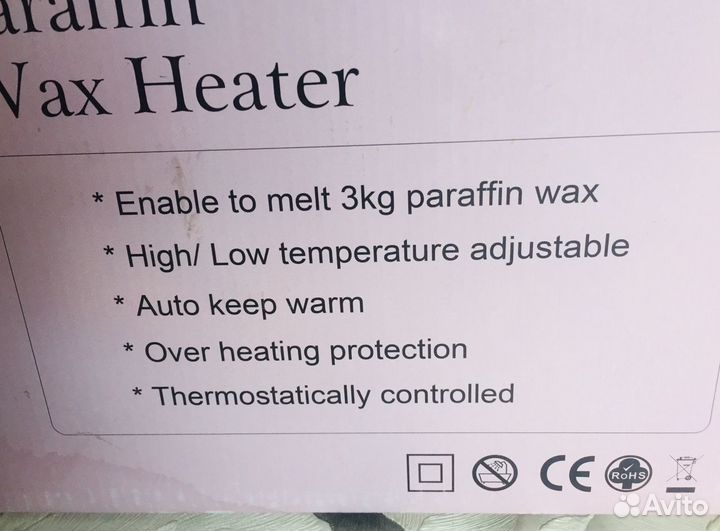 araffin
Wax Heater
* Enable to melt 3kg paraffin wax
* High/ Low temperature adjustable
* Auto keep warm
* Over heating protection
* Thermostatically controlled
CE RoHS
Avito